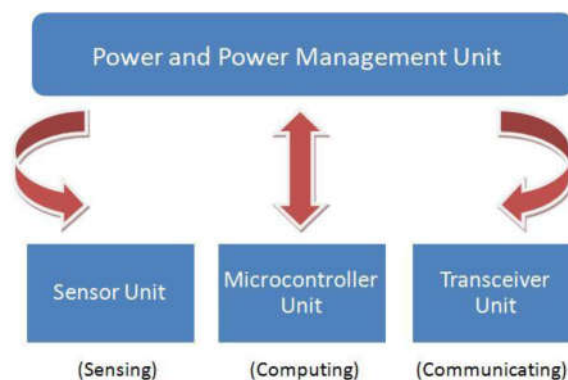 Power and Power Management Unit
Sensor Unit
Microcontroller
Unit
Transceiver
Unit
(Sensing)
(Computing)
(Communicating)